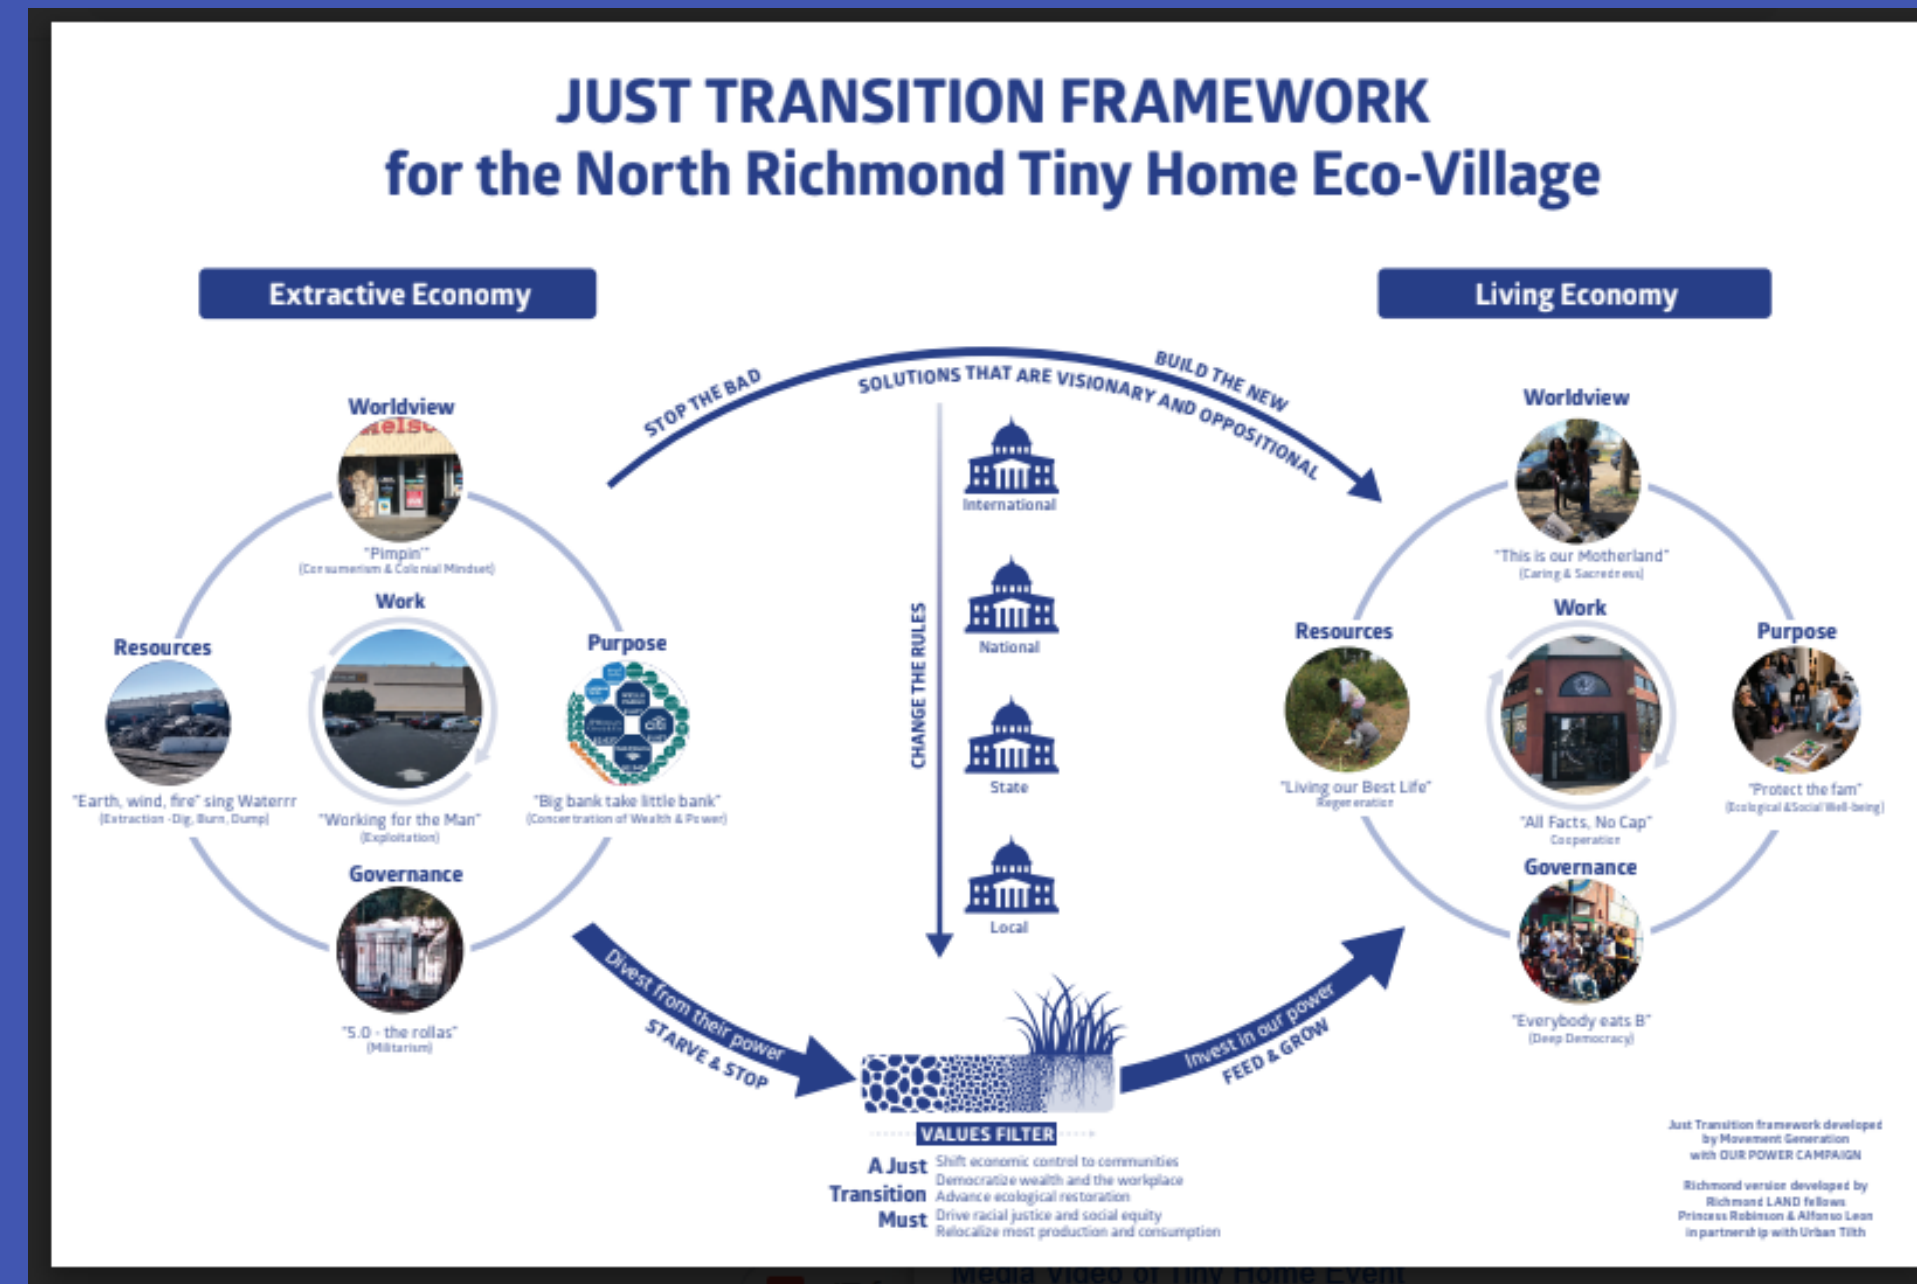 JUST TRANSITION FRAMEWORK
for the North Richmond Tiny Home Eco-Village
Extractive Economy
Worldview
"Pimpin'"
(Consumerism & Colonial Mindset)
Work
"Working for the Man"
(Exploitation)
Resources
"Earth, wind, fire" sing Waterrr
(Extraction -Dig, Burn, Dump)
Purpose
"Big bank take little bank"
(Concentration of Wealth & Power)
Governance
"5.0 - the rollas"
(Militarism)
STOP THE BAD
BUILD THE NEW
SOLUTIONS THAT ARE VISIONARY AND OPPOSITIONAL
CHANGE THE RULES
International
National
State
Local
Divest from their power
STARVE & STOP
Invest in our power
FEED & GROW
VALUES FILTER
A Just
Transition
Must
Shift economic control to communities
Democratize wealth and the workplace
Advance ecological restoration
Drive racial justice and social equity
Relocalize most production and consumption
Living Economy
Worldview
"This is our Motherland"
(Caring & Sacredness)
Work
"All Facts, No Cap"
Cooperation
Resources
"Living our Best Life"
Regeneration
Purpose
"Protect the fam"
(Ecological &Social Well-being)
Governance
"Everybody eats B"
(Deep Democracy)
Just Transition framework developed
by Movement Generation
with OUR POWER CAMPAIGN
Richmond version developed by
Richmond LAND fellows
Princess Robinson & Alfonso Leon
in partnership with Urban Tilth
Media Video of Tiny Home Event